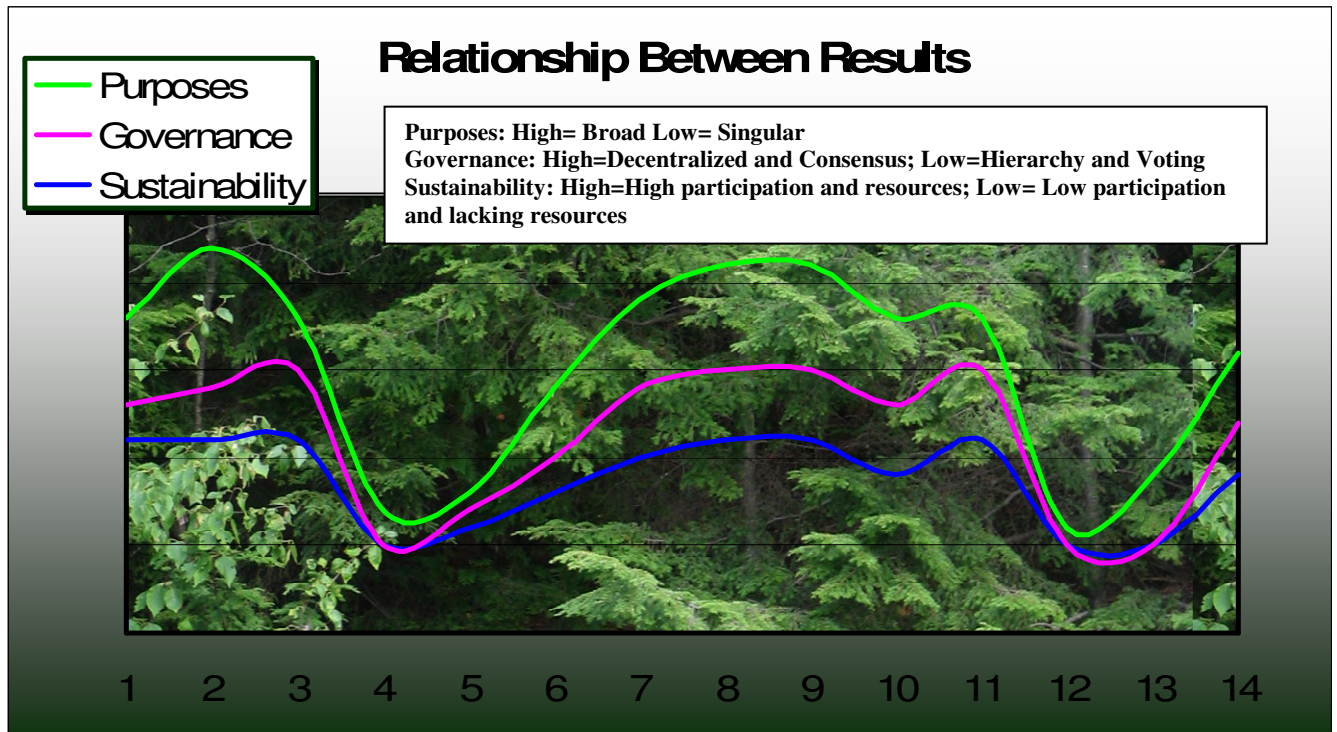 Relationship Between Results
Purposes
Governance
Sustainability
Purposes: High= Broad Low= Singular
Governance: High=Decentralized and Consensus; Low=Hierarchy and Voting
Sustainability: High=High participation and resources; Low= Low participation
and lacking resources
1 2 3 4 5 6 7 8 9 10 11 12 13 14